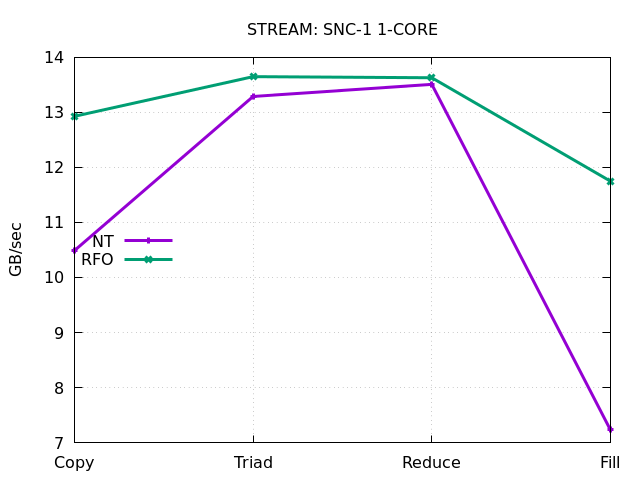 STREAM: SNC-1 1-CORE
14
13
12
11
10
9
8
7
GB/sec
NT
RFO
Copy Triad Reduce Fill